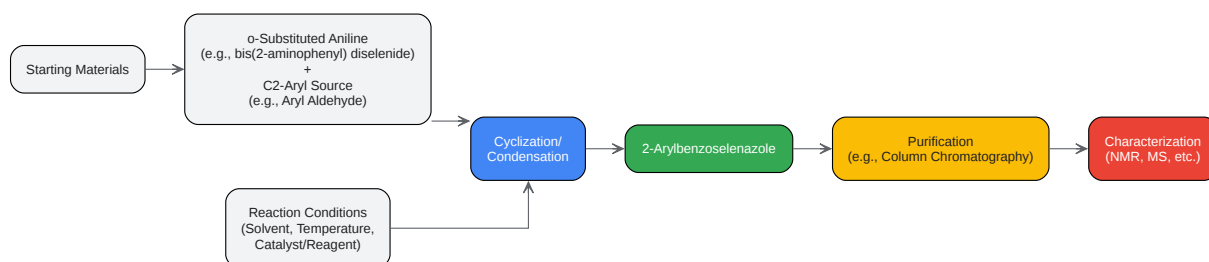 Starting Materials
o-Substituted Aniline
(e.g., bis(2-aminophenyl) diselenide)
+
C2-Aryl Source
(e.g., Aryl Aldehyde)
Cyclization/
Condensation
2-Arylbenzoselenazole
Purification
(e.g., Column Chromatography)
Characterization
(NMR, MS, etc.)
Reaction Conditions
(Solvent, Temperature,
Catalyst/Reagent)